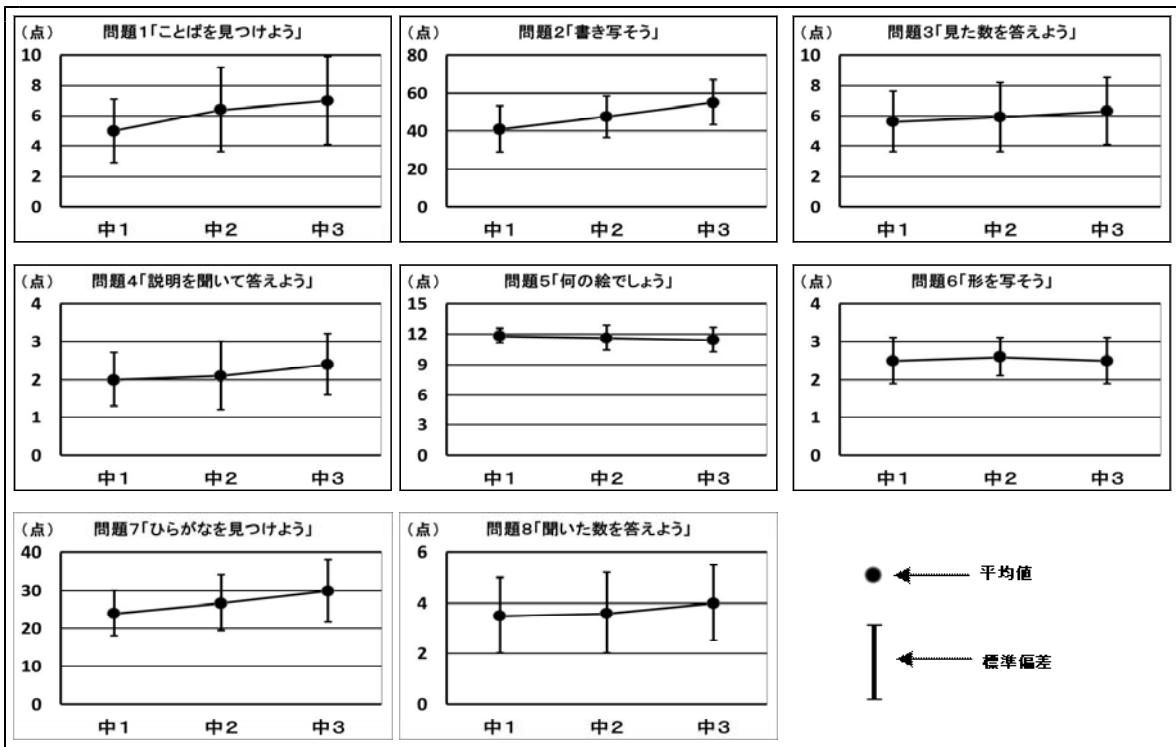 (点) 問題1「ことばを見つけよう」
10
8
6
4
2
0
中1 中2 中3
(点) 問題2「書き写そう」
80
60
40
20
0
中1 中2 中3
(点) 問題3「見た数を答えよう」
10
8
6
4
2
0
中1 中2 中3
(点) 問題4「説明を聞いて答えよう」
4
3
2
1
0
中1 中2 中3
(点) 問題5「何の絵でしょう」
15
12
9
6
3
0
中1 中2 中3
(点) 問題6「形を写そう」
4
3
2
1
0
中1 中2 中3
(点) 問題7「ひらがなを見つけよう」
40
30
20
10
0
中1 中2 中3
(点) 問題8「聞いた数を答えよう」
6
4
2
0
中1 中2 中3
平均値
標準偏差